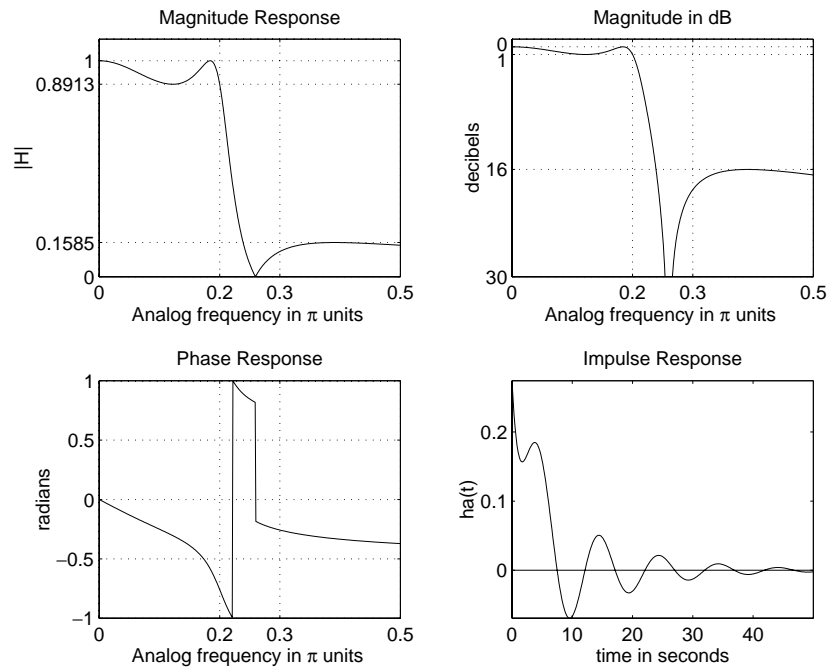 Magnitude Response
1
0.8913
0.1585
0
|H|
0
0.2
0.3
0.5
Analog frequency in π units
Magnitude in dB
0
1
16
30
decibels
0
0.2
0.3
0.5
Analog frequency in π units
Phase Response
1
0.5
0
−0.5
−1
radians
0
0.2
0.3
0.5
Analog frequency in π units
Impulse Response
0.2
0.1
0
ha(t)
0
10
20
30
40
time in seconds